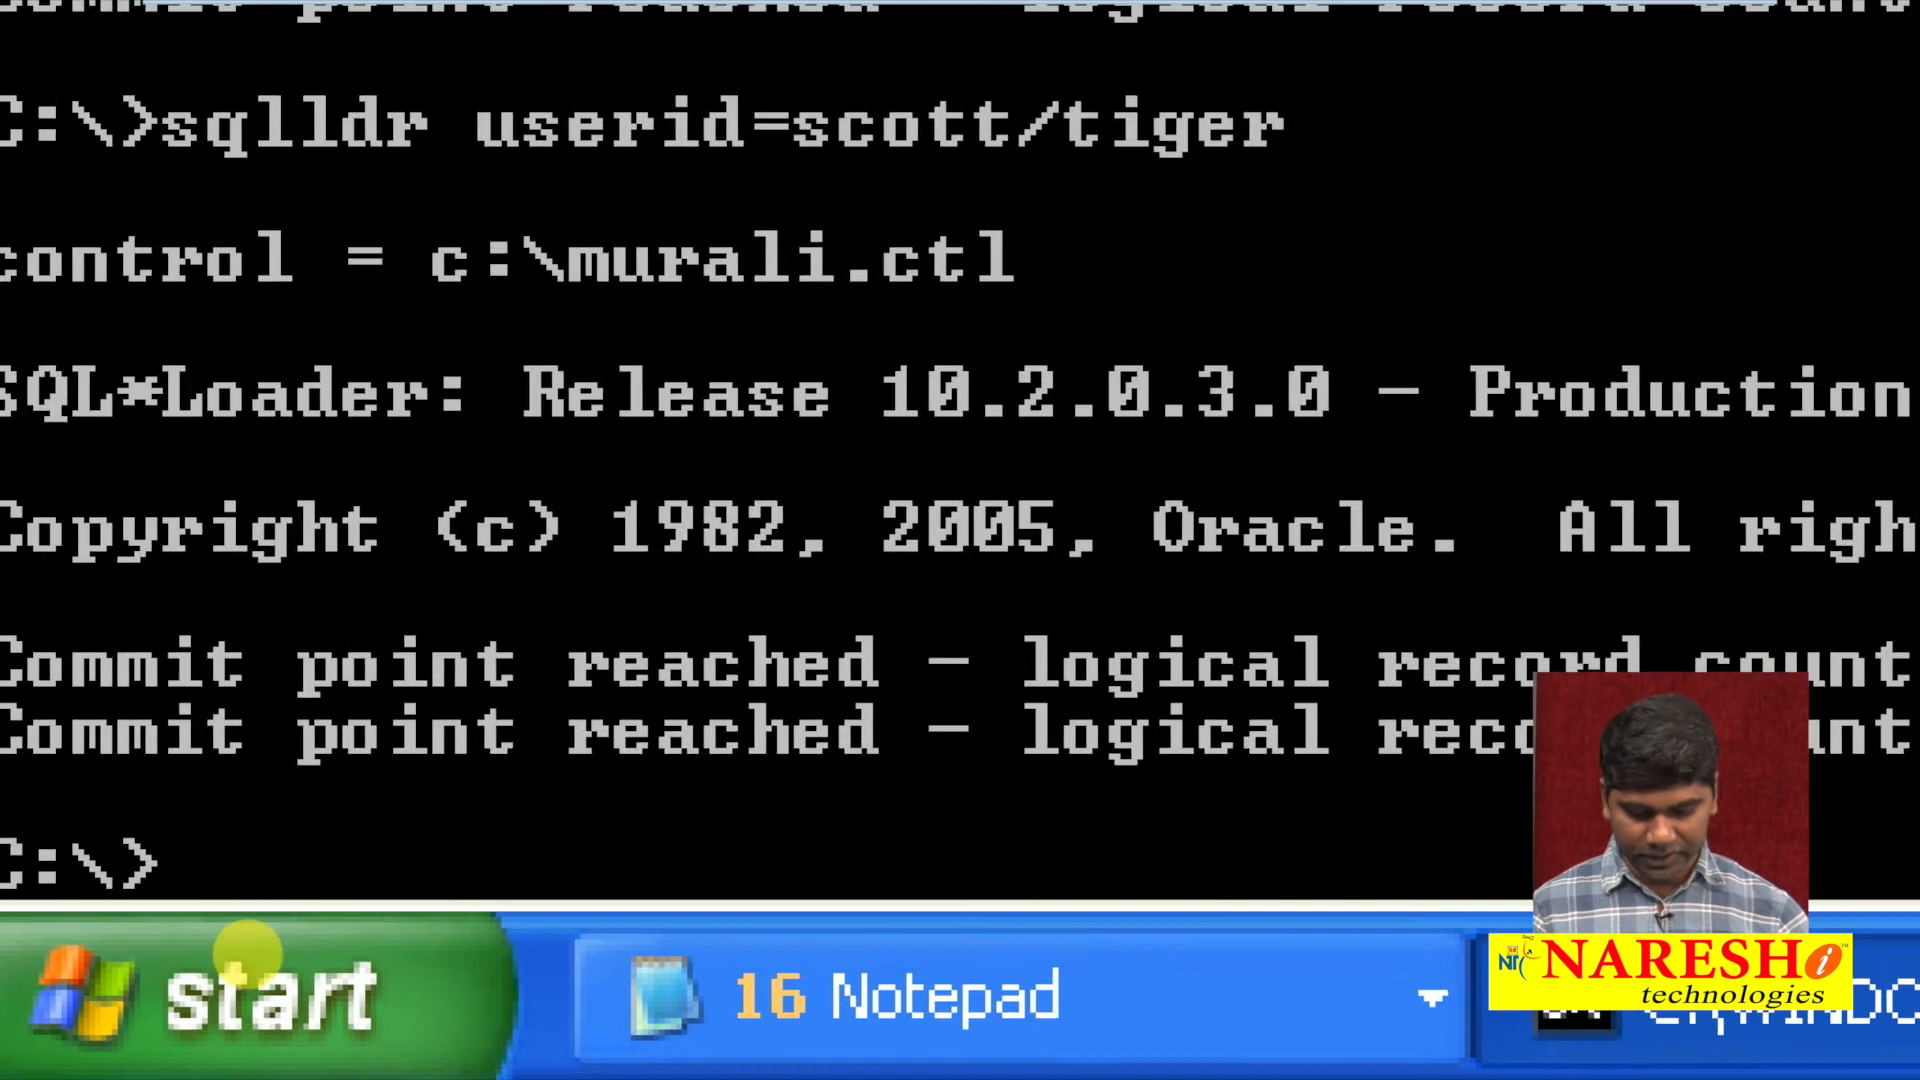 C:\>sqlldr userid=scott/tiger
control = c:\murali.ctl
SQL*Loader: Release 10.2.0.3.0 - Production
Copyright (c) 1982, 2005, Oracle.  All righ
Commit point reached - logical record count
Commit point reached - logical
C:\>
start
16 Notepad
NARESH i
technologies